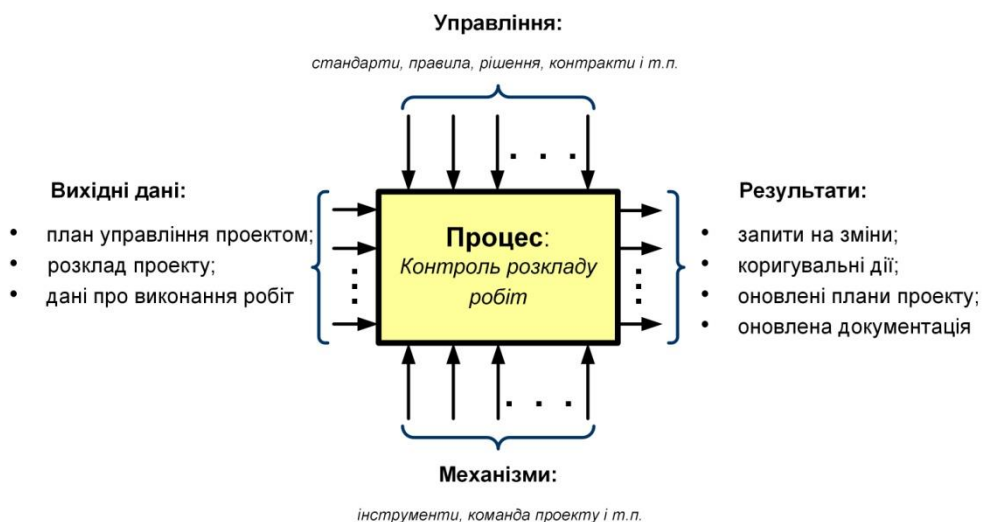 Управління:
стандарти, правила, рішення, контракти і т.п.
Вихідні дані:
• план управління проектом;
• розклад проекту;
• дані про виконання робіт
Процес:
Контроль розкладу
робіт
Результати:
• запити на зміни;
• коригувальні дії;
• оновлені плани проекту;
• оновлена документація
Механізми:
інструменти, команда проекту і т.п.